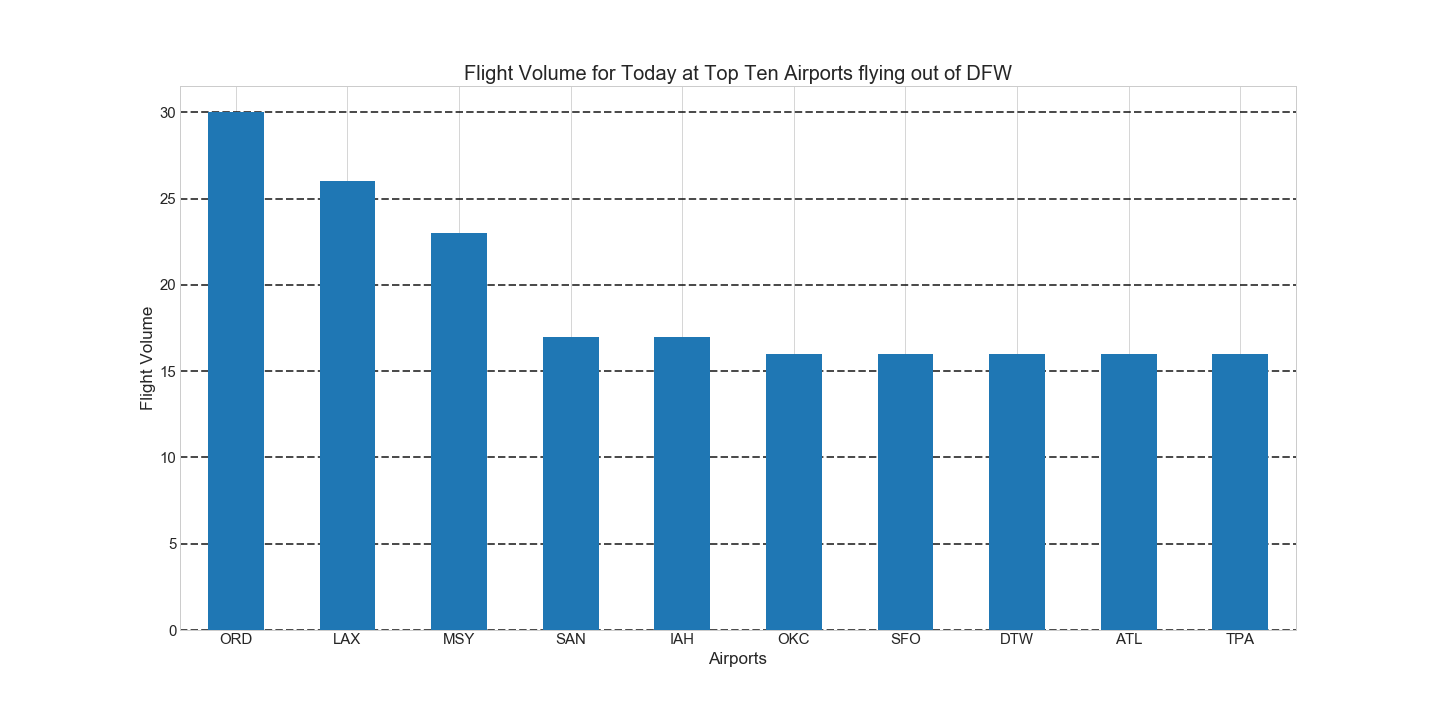 Flight Volume for Today at Top Ten Airports flying out of DFW
30
25
20
15
10
5
0
Flight Volume
ORD LAX MSY SAN IAH OKC SFO DTW ATL TPA
Airports